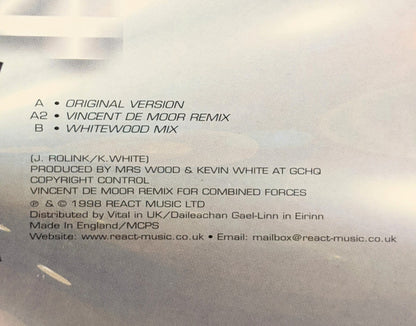 A • ORIGINAL VERSION
A2 • VINCENT DE MOOR REMIX
B • WHITEWOOD MIX
(J. ROLINK/K.WHITE)
PRODUCED BY MRS WOOD & KEVIN WHITE AT GCHQ
COPYRIGHT CONTROL
VINCENT DE MOOR REMIX FOR COMBINED FORCES
℗ & © 1998 REACT MUSIC LTD
Distributed by Vital in UK/Daileachan Gael-Linn in Eirinn
Made In England/MCPS
Website: www.react-music.co.uk • Email: mailbox@react-music.co.uk